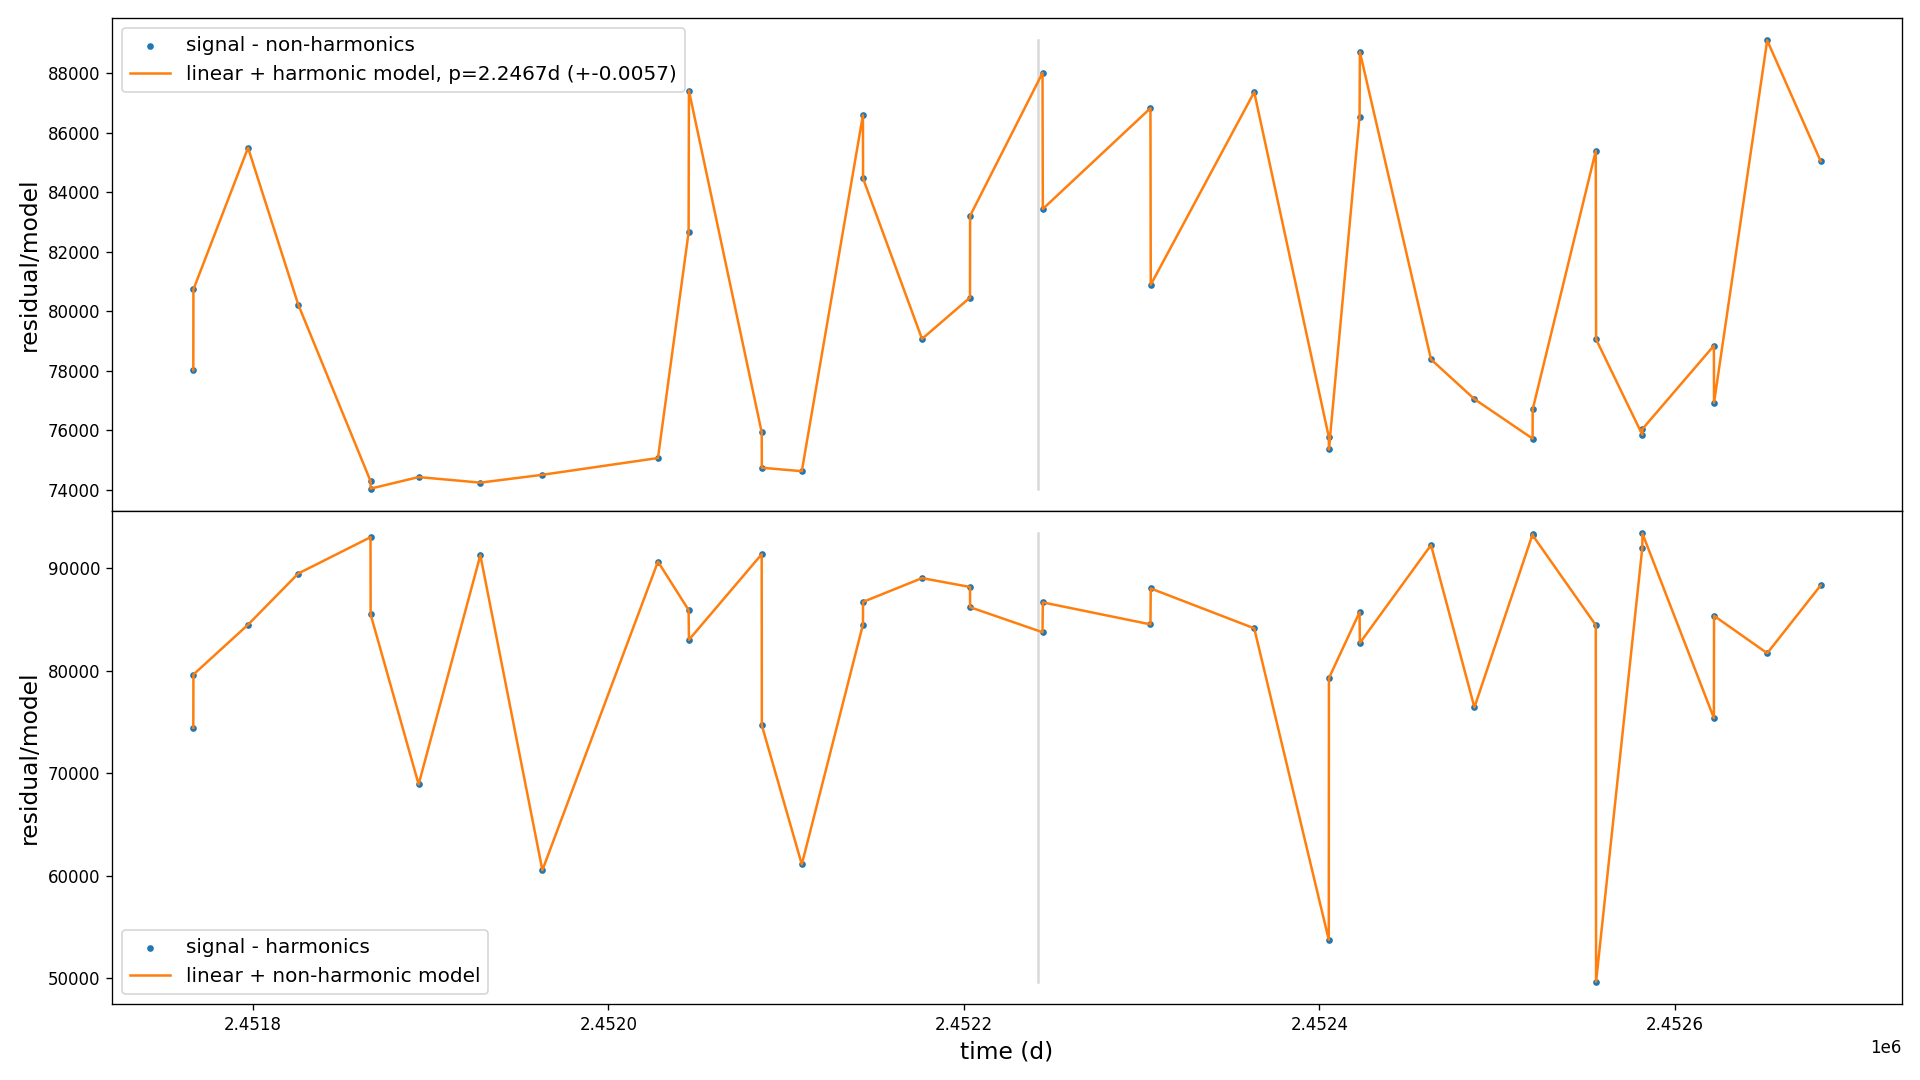 signal - non-harmonics
linear + harmonic model, p=2.2467d (+-0.0057)
residual/model
88000
86000
84000
82000
80000
78000
76000
74000
residual/model
90000
80000
70000
60000
50000
signal - harmonics
linear + non-harmonic model
2.4518 2.4520 2.4522 2.4524 2.4526
time (d)
1e6